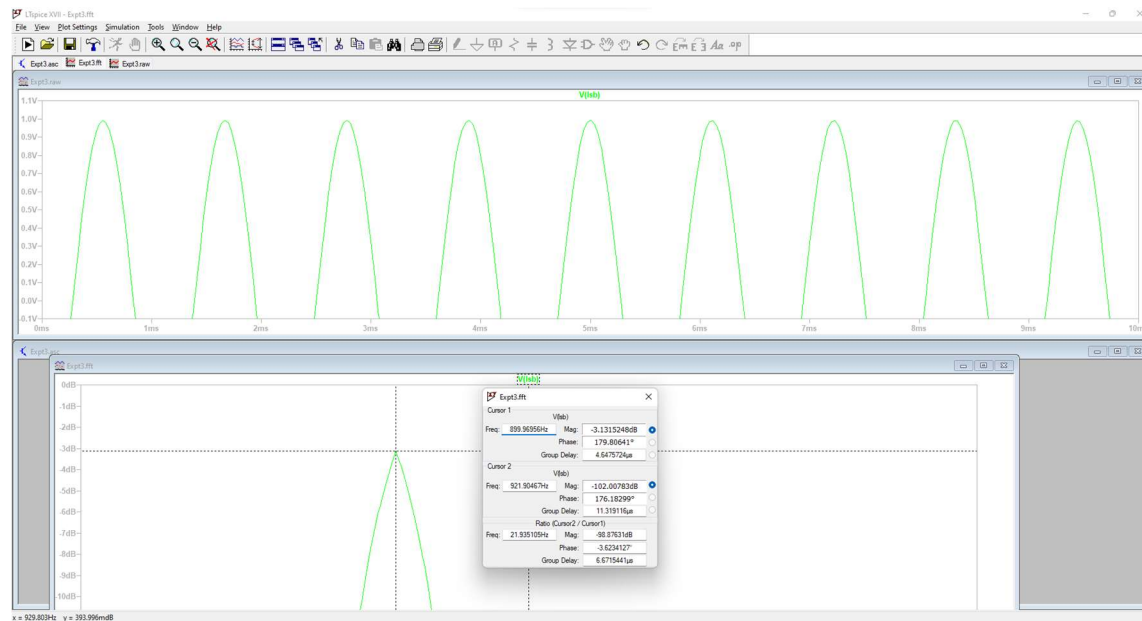 LTspice XVII - Expt3.fft
File View Plot Settings Simulation Tools Window Help
Expt3.asc Expt3.fft Expt3.raw
Expt3.raw
V(lsb)
1.1V
1.0V
0.9V
0.8V
0.7V
0.6V
0.5V
0.4V
0.3V
0.2V
0.1V
0.0V
-0.1V
0ms 1ms 2ms 3ms 4ms 5ms 6ms 7ms 8ms 9ms 10m
Expt3.asc
Expt3.fft
V(lsb)
0dB
-1dB
-2dB
-3dB
-4dB
-5dB
-6dB
-7dB
-8dB
-9dB
-10dB
Expt3.fft
Cursor 1
V(lsb)
Freq: 899.96956Hz Mag: -3.1315248dB
Phase: 179.80641°
Group Delay: 4.6475724µs
Cursor 2
V(lsb)
Freq: 921.90467Hz Mag: -102.00783dB
Phase: 176.18299°
Group Delay: 11.319116µs
Ratio (Cursor2 / Cursor1)
Freq: 21.935105Hz Mag: -98.87631dB
Phase: -3.6234127°
Group Delay: 6.6715441µs
x = 929.803Hz y = 393.996mdB